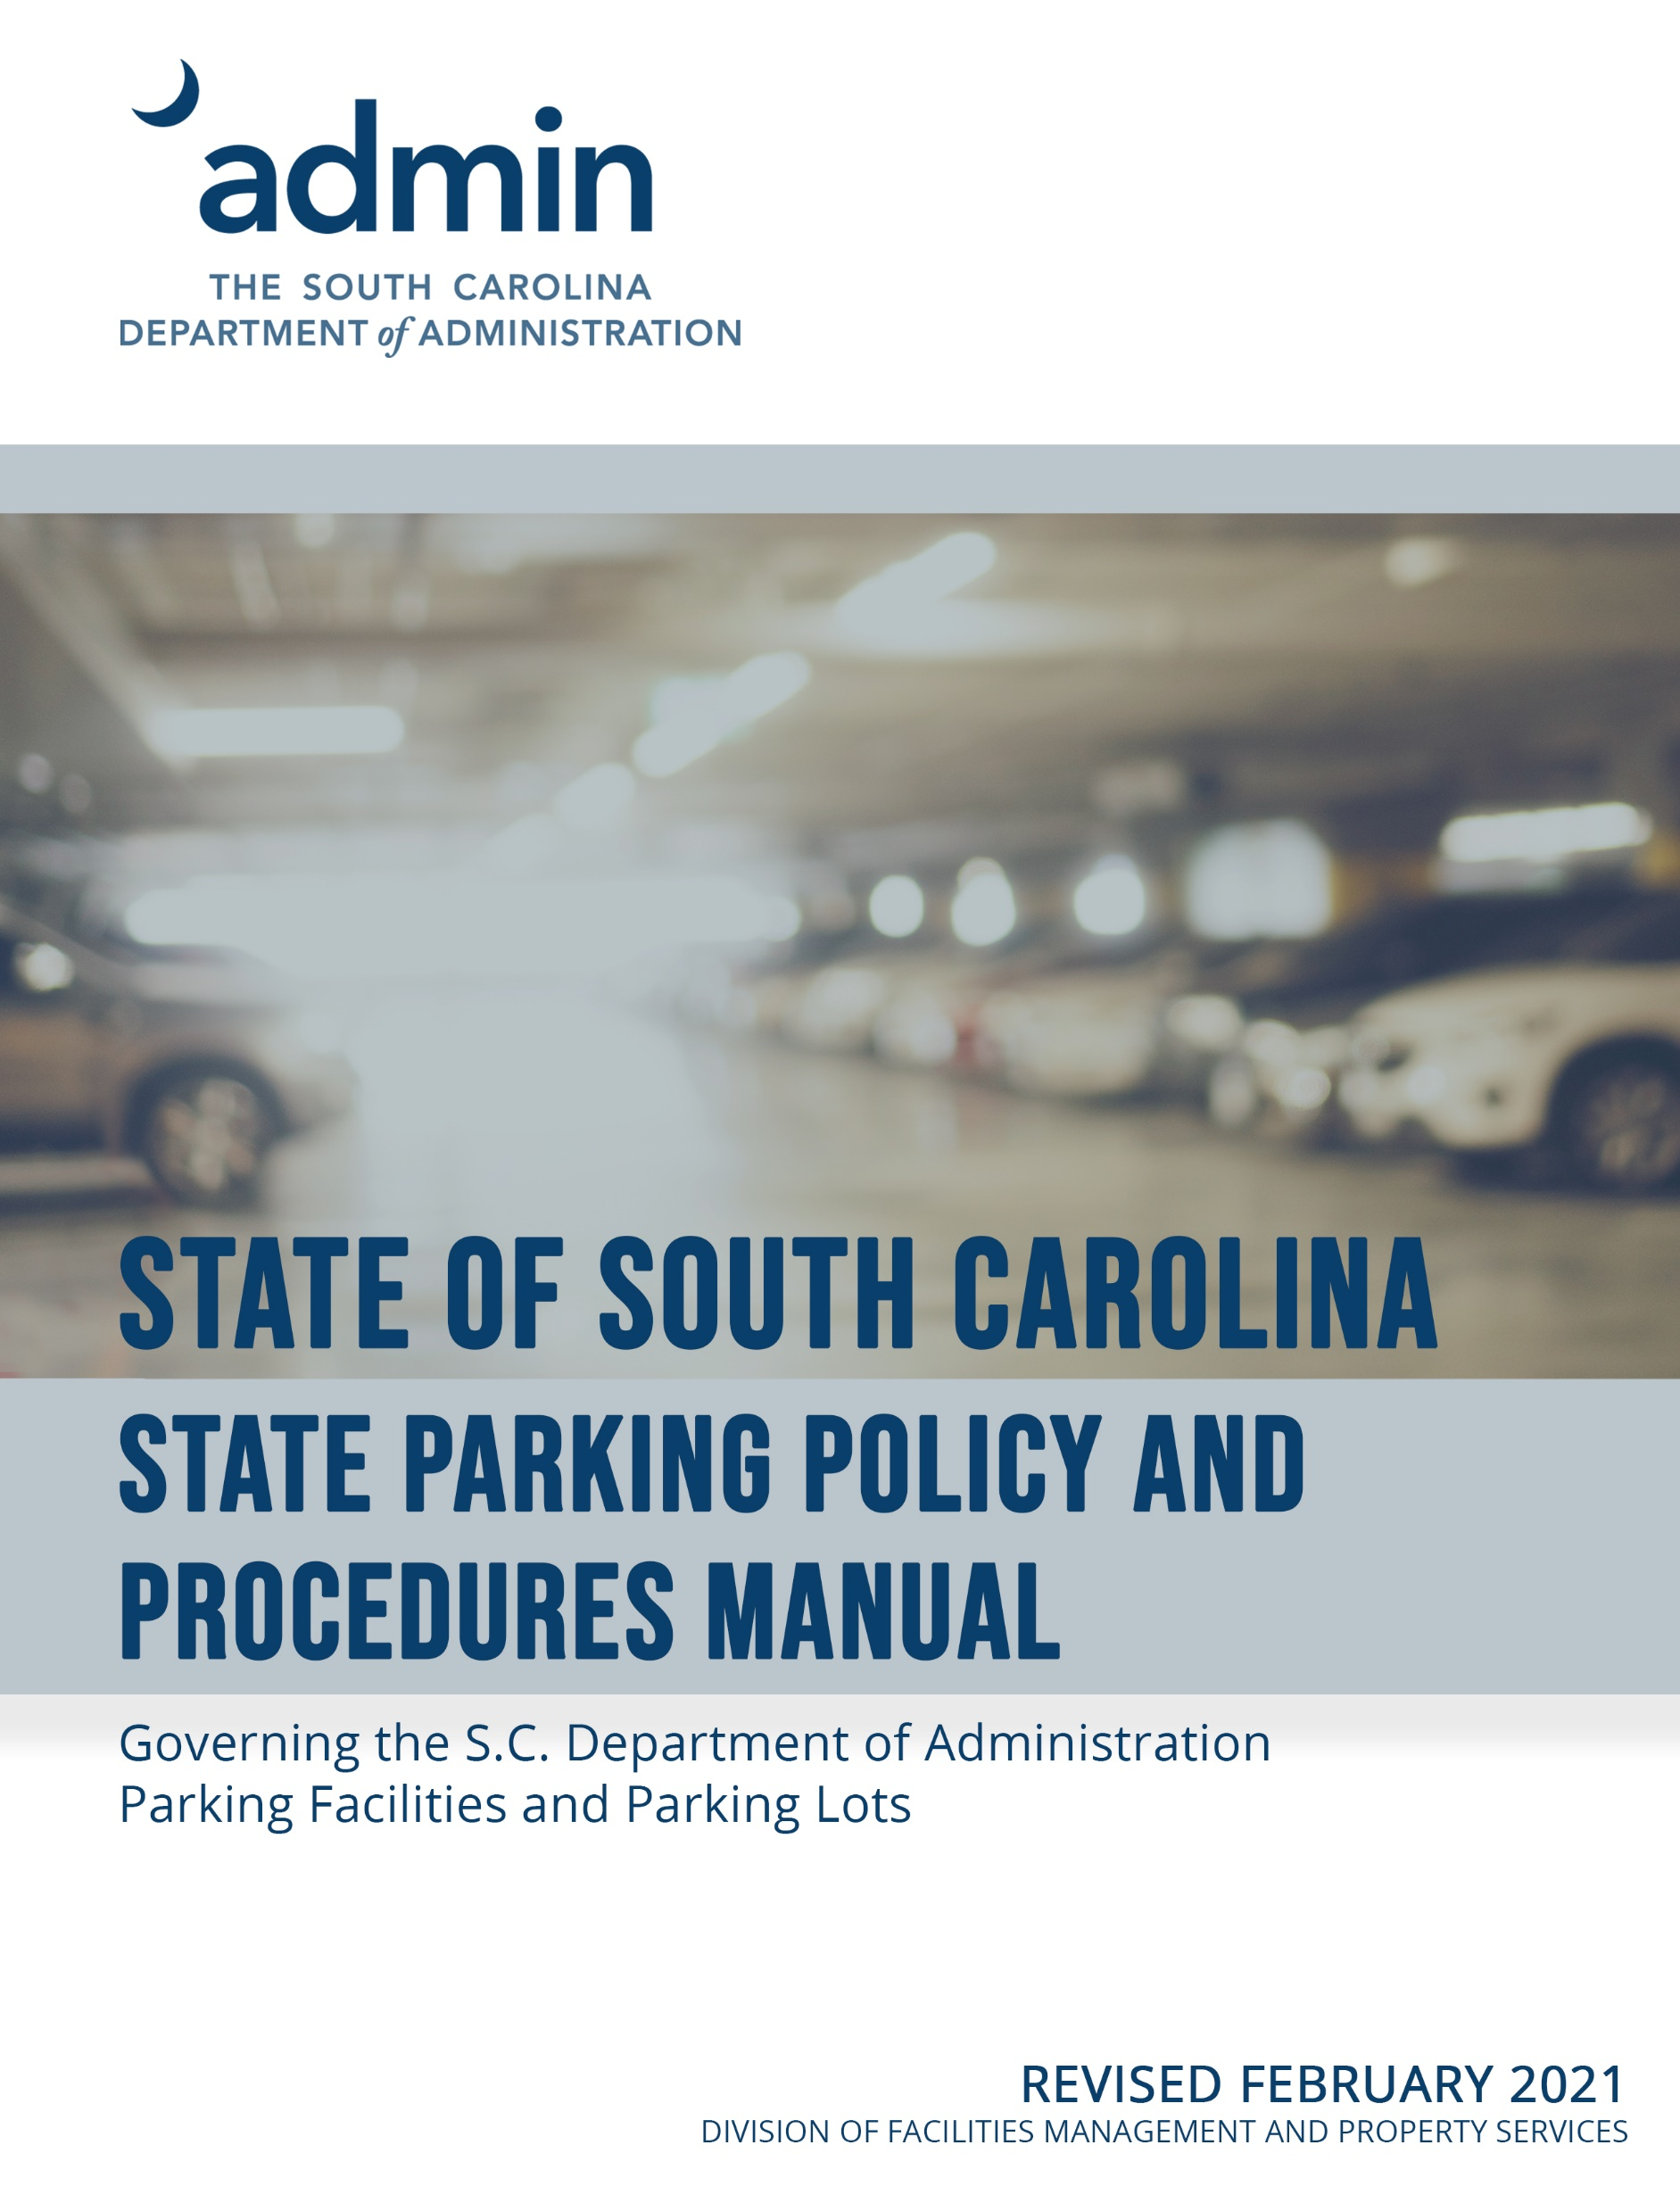 admin
THE SOUTH CAROLINA
DEPARTMENT of ADMINISTRATION
STATE OF SOUTH CAROLINA
STATE PARKING POLICY AND
PROCEDURES MANUAL
Governing the S.C. Department of Administration
Parking Facilities and Parking Lots
REVISED FEBRUARY 2021
DIVISION OF FACILITIES MANAGEMENT AND PROPERTY SERVICES